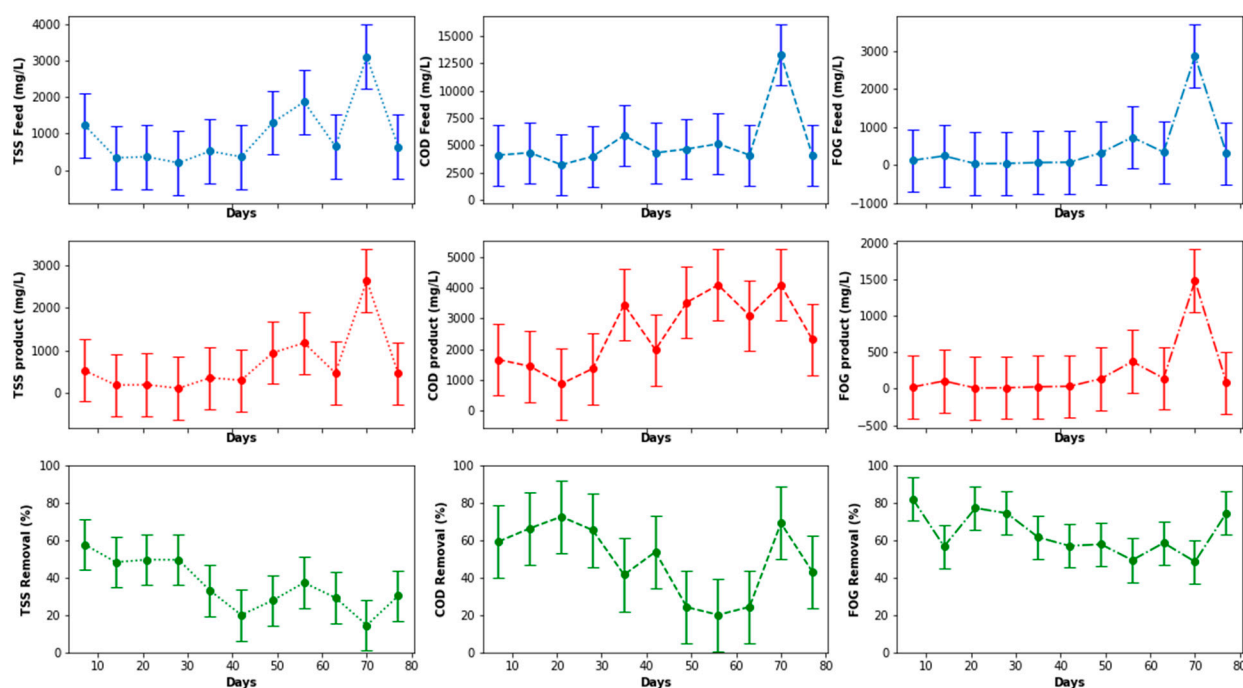 TSS Feed (mg/L)
4000
3000
2000
1000
0
Days
COD Feed (mg/L)
15000
12500
10000
7500
5000
2500
0
Days
FOG Feed (mg/L)
3000
2000
1000
0
−1000
Days
TSS product (mg/L)
3000
2000
1000
0
Days
COD product (mg/L)
5000
4000
3000
2000
1000
0
Days
FOG product (mg/L)
2000
1500
1000
500
0
−500
Days
TSS Removal (%)
100
80
60
40
20
0
10 20 30 40 50 60 70 80
Days
COD Removal (%)
100
80
60
40
20
0
10 20 30 40 50 60 70 80
Days
FOG Removal (%)
100
80
60
40
20
0
10 20 30 40 50 60 70 80
Days